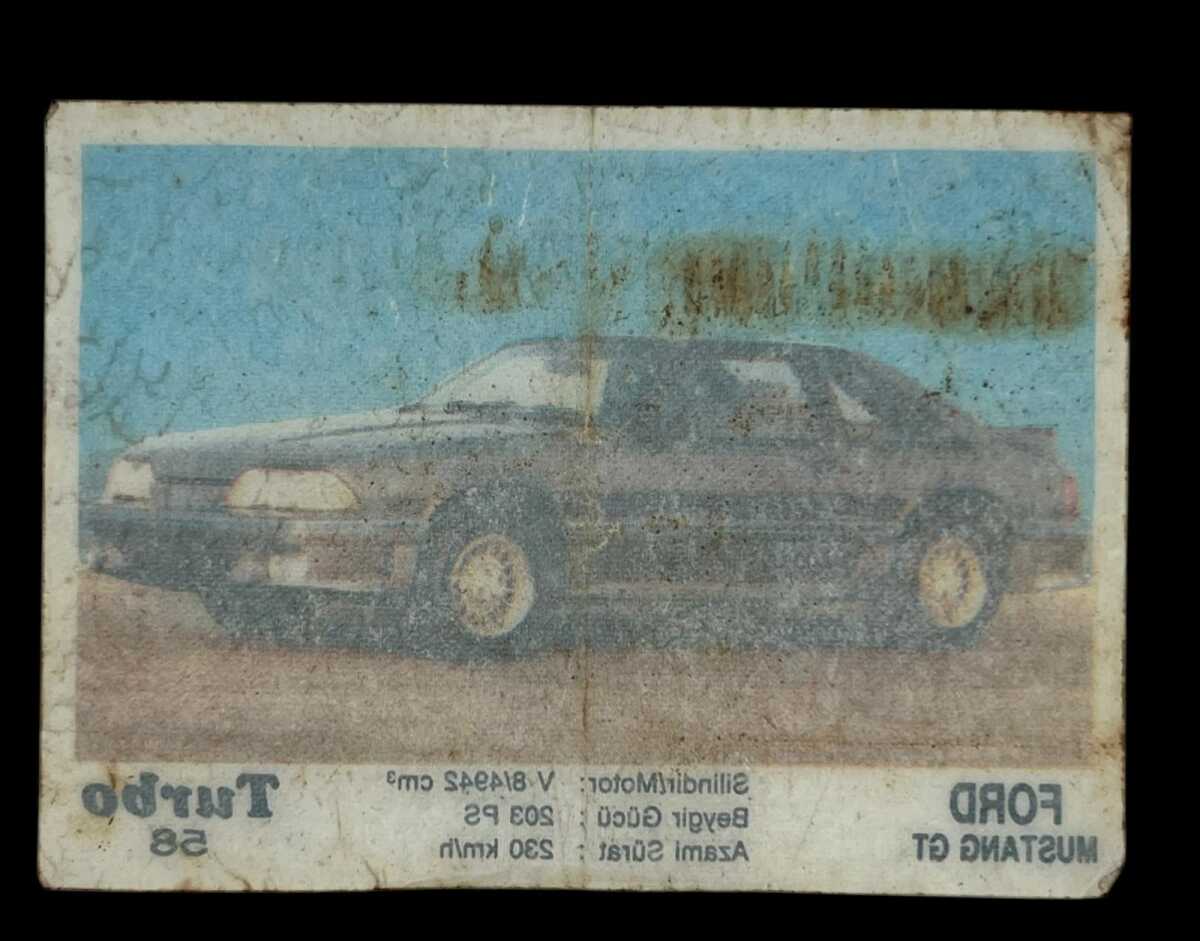 FORD
MUSTANG GT
Silindir/Motor: V 8/4942 cm³
Beygir Gücü : 203 PS
Azami Sürat : 230 km/h
Turbo
58